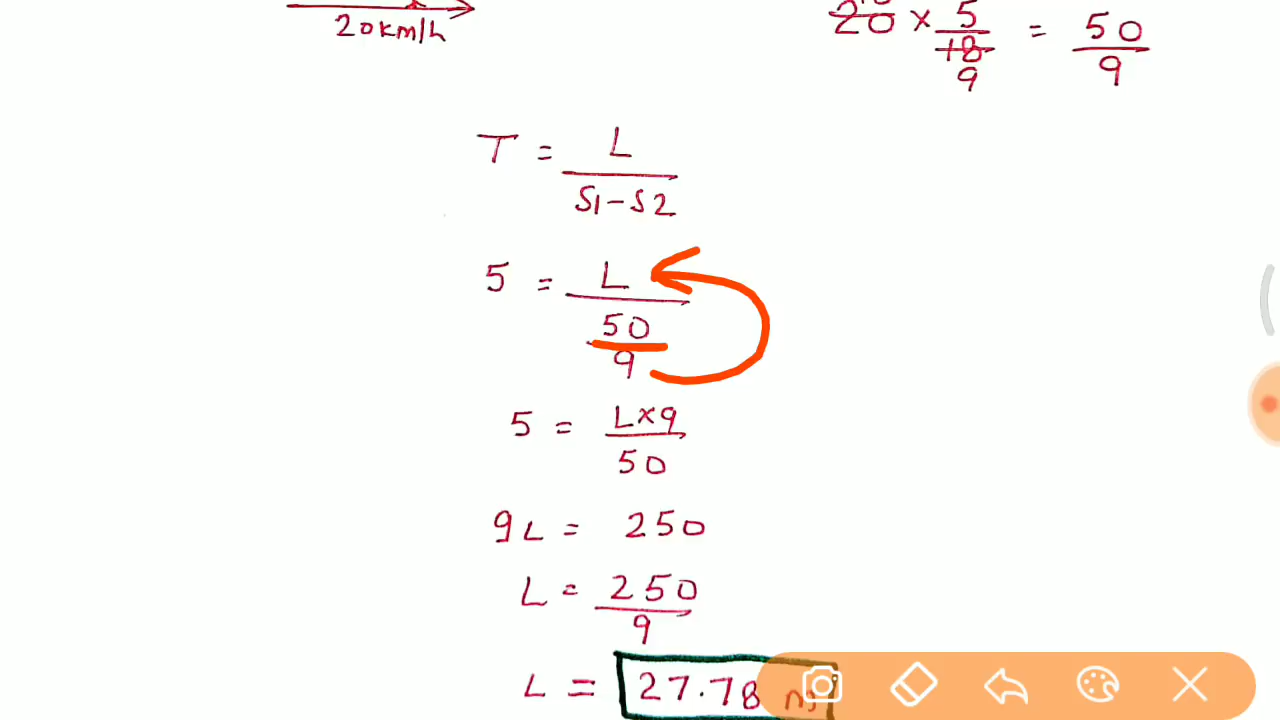 20km/h
20 × 5/18 = 50/9
10
9
T = L/S1-S2
5 = L/50/9
5 = L×9/50
9L = 250
L = 250/9
L = 27.78